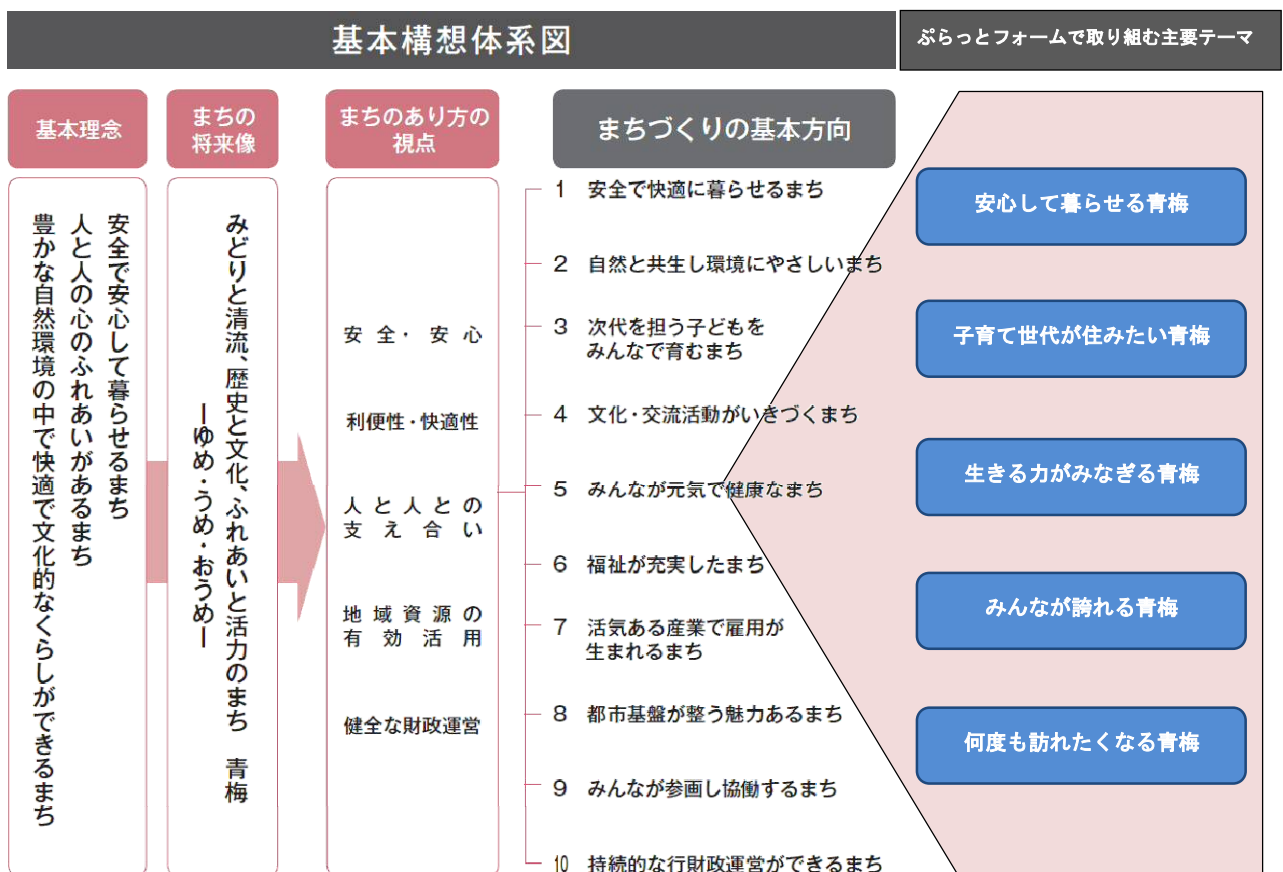 基本構想体系図
ぷらっとフォームで取り組む主要テーマ
基本理念
安全で安心して暮らせるまち
人と人の心のふれあいがあるまち
豊かな自然環境の中で快適で文化的なくらしができるまち
まちの
将来像
みどりと清流、歴史と文化、ふれあいと活力のまち 青梅
ーゆめ・うめ・おうめー
まちのあり方の
視点
安全・安心
利便性・快適性
人と人との
支え合い
地域資源の
有効活用
健全な財政運営
まちづくりの基本方向
1 安全で快適に暮らせるまち
2 自然と共生し環境にやさしいまち
3 次代を担う子どもを
みんなで育むまち
4 文化・交流活動がいきづくまち
5 みんなが元気で健康なまち
6 福祉が充実したまち
7 活気ある産業で雇用が
生まれるまち
8 都市基盤が整う魅力あるまち
9 みんなが参画し協働するまち
10 持続的な行財政運営ができるまち
安心して暮らせる青梅
子育て世代が住みたい青梅
生きる力がみなぎる青梅
みんなが誇れる青梅
何度も訪れたくなる青梅